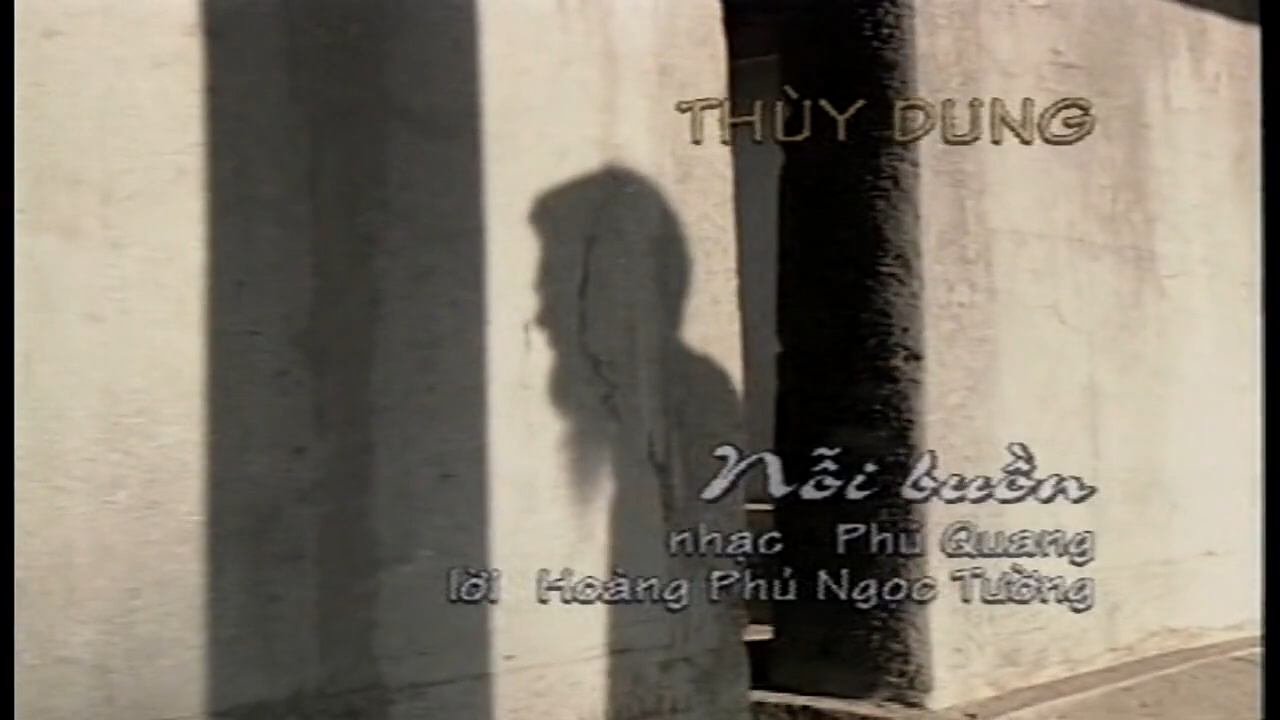 THÙY DUNG
Nỗi buồn
nhạc Phú Quang
lời Hoàng Phủ Ngọc Tường